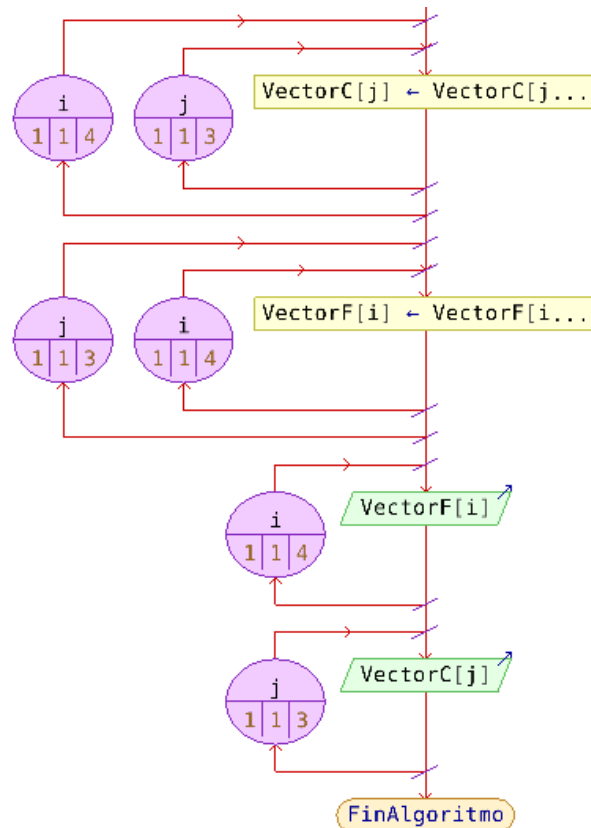 i
1 1 4
j
1 1 3
VectorC[j] ← VectorC[j...
j
1 1 3
i
1 1 4
VectorF[i] ← VectorF[i...
i
1 1 4
VectorF[i]
j
1 1 3
VectorC[j]
FinAlgoritmo